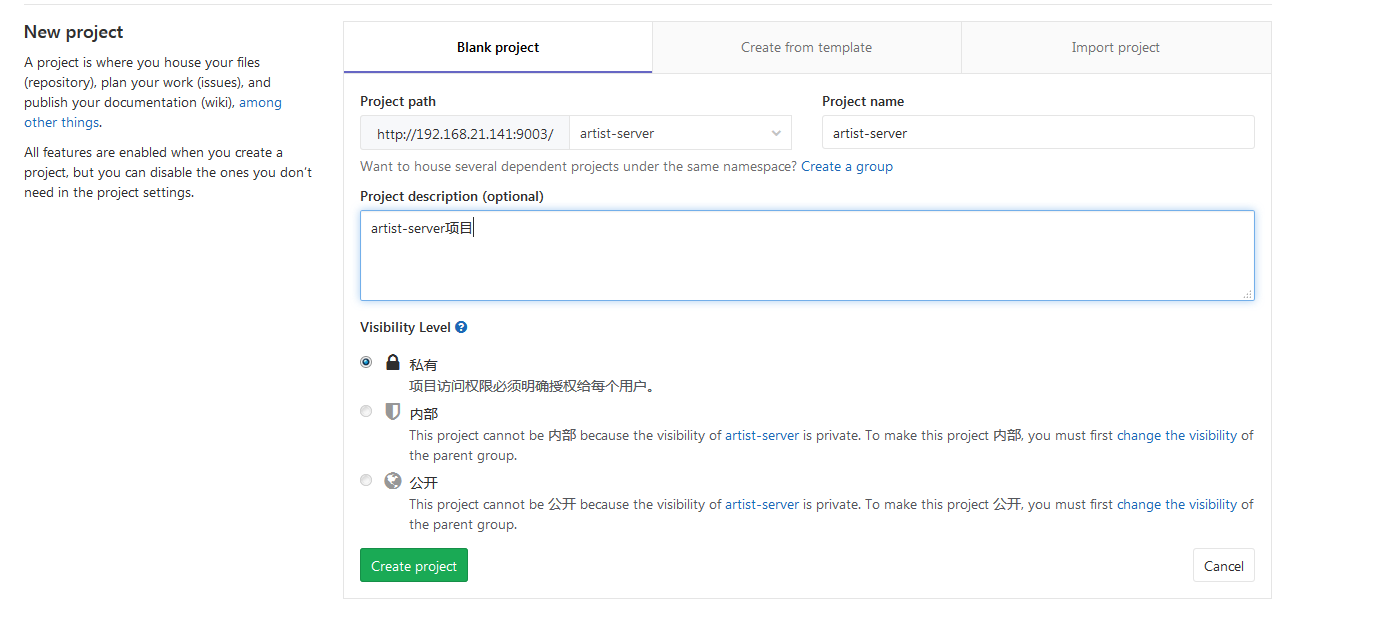 New project
A project is where you house your files
(repository), plan your work (issues), and
publish your documentation (wiki), among
other things.
All features are enabled when you create a
project, but you can disable the ones you don’t
need in the project settings.
Blank project
Create from template
Import project
Project path
Project name
http://192.168.21.141:9003/
artist-server
artist-server
Want to house several dependent projects under the same namespace? Create a group
Project description (optional)
artist-server项目
Visibility Level
私有
项目访问权限必须明确授权给每个用户。
内部
This project cannot be 内部 because the visibility of artist-server is private. To make this project 内部, you must first change the visibility of
the parent group.
公开
This project cannot be 公开 because the visibility of artist-server is private. To make this project 公开, you must first change the visibility of
the parent group.
Create project
Cancel